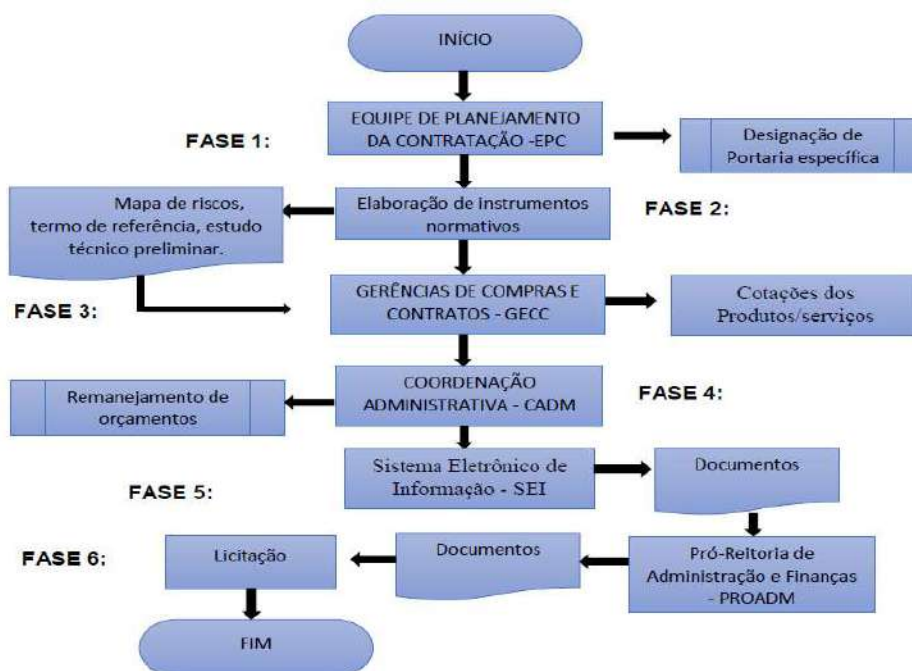 INÍCIO
FASE 1:
EQUIPE DE PLANEJAMENTO
DA CONTRATAÇÃO -EPC
Designação de
Portaria específica
Mapa de riscos,
termo de referência, estudo
técnico preliminar.
Elaboração de instrumentos
normativos
FASE 2:
FASE 3:
GERÊNCIAS DE COMPRAS E
CONTRATOS - GECC
Cotações dos
Produtos/serviços
Remanejamento de
orçamentos
COORDENAÇÃO
ADMINISTRATIVA - CADM
FASE 4:
FASE 5:
Sistema Eletrônico de
Informação - SEI
Documentos
FASE 6:
Licitação
Documentos
Pró-Reitoria de
Administração e Finanças
- PROADM
FIM